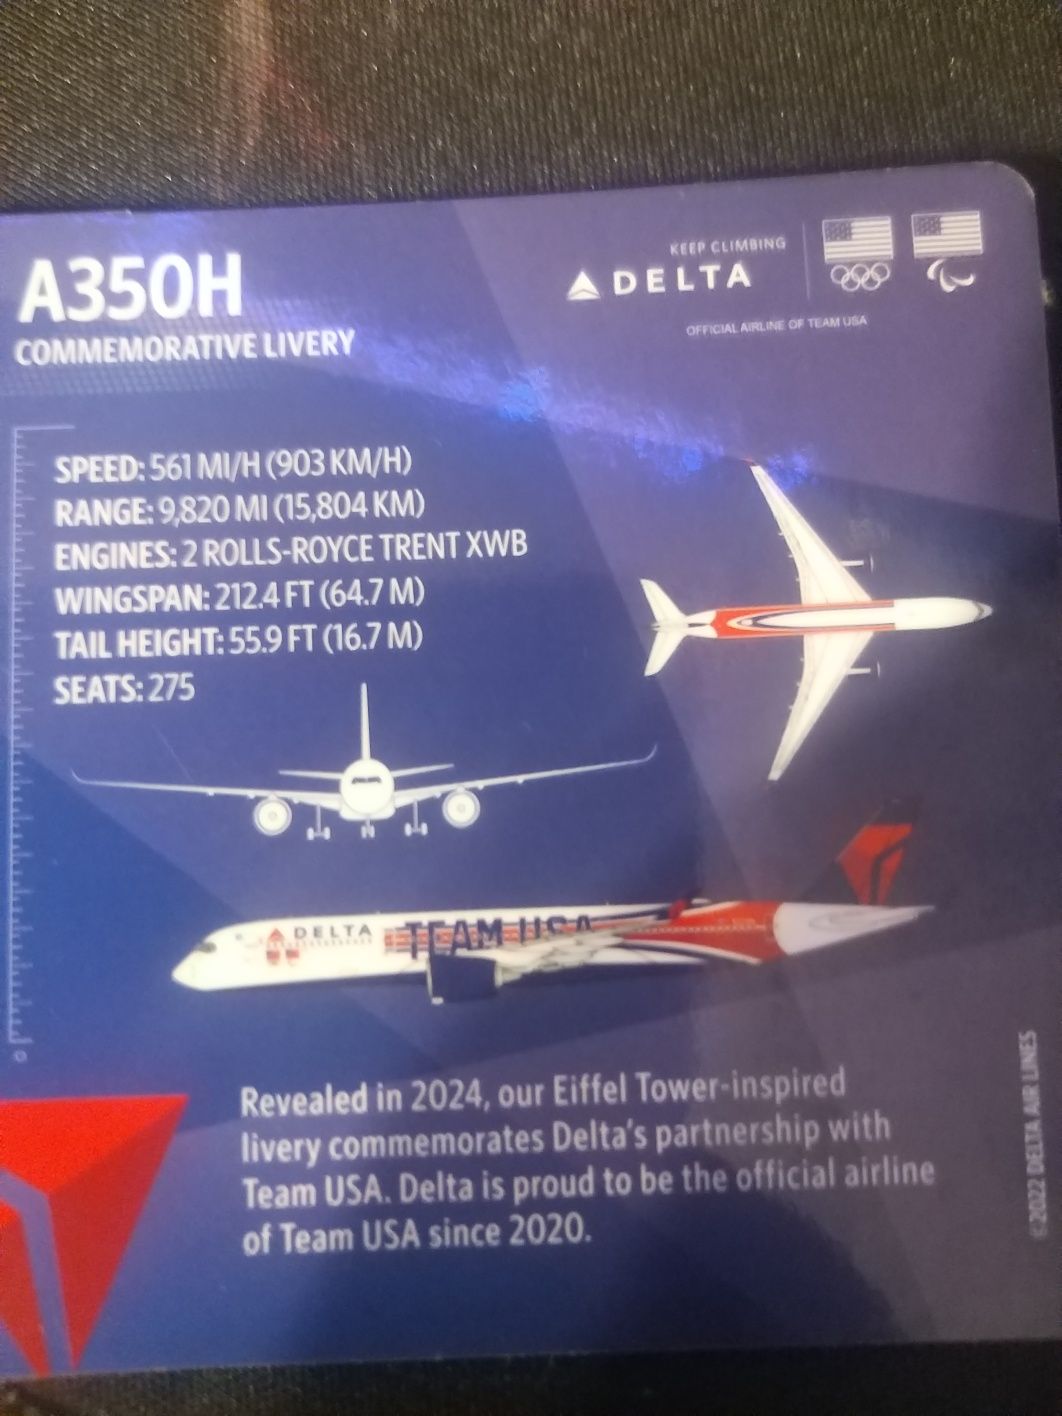 A350H
COMMEMORATIVE LIVERY
KEEP CLIMBING
DELTA
OFFICIAL AIRLINE OF TEAM USA
SPEED: 561 MI/H (903 KM/H)
RANGE: 9,820 MI (15,804 KM)
ENGINES: 2 ROLLS-ROYCE TRENT XWB
WINGSPAN: 212.4 FT (64.7 M)
TAIL HEIGHT: 55.9 FT (16.7 M)
SEATS: 275
DELTA TEAM USA
0
Revealed in 2024, our Eiffel Tower-inspired
livery commemorates Delta's partnership with
Team USA. Delta is proud to be the official airline
of Team USA since 2020.
©2022 DELTA AIR LINES